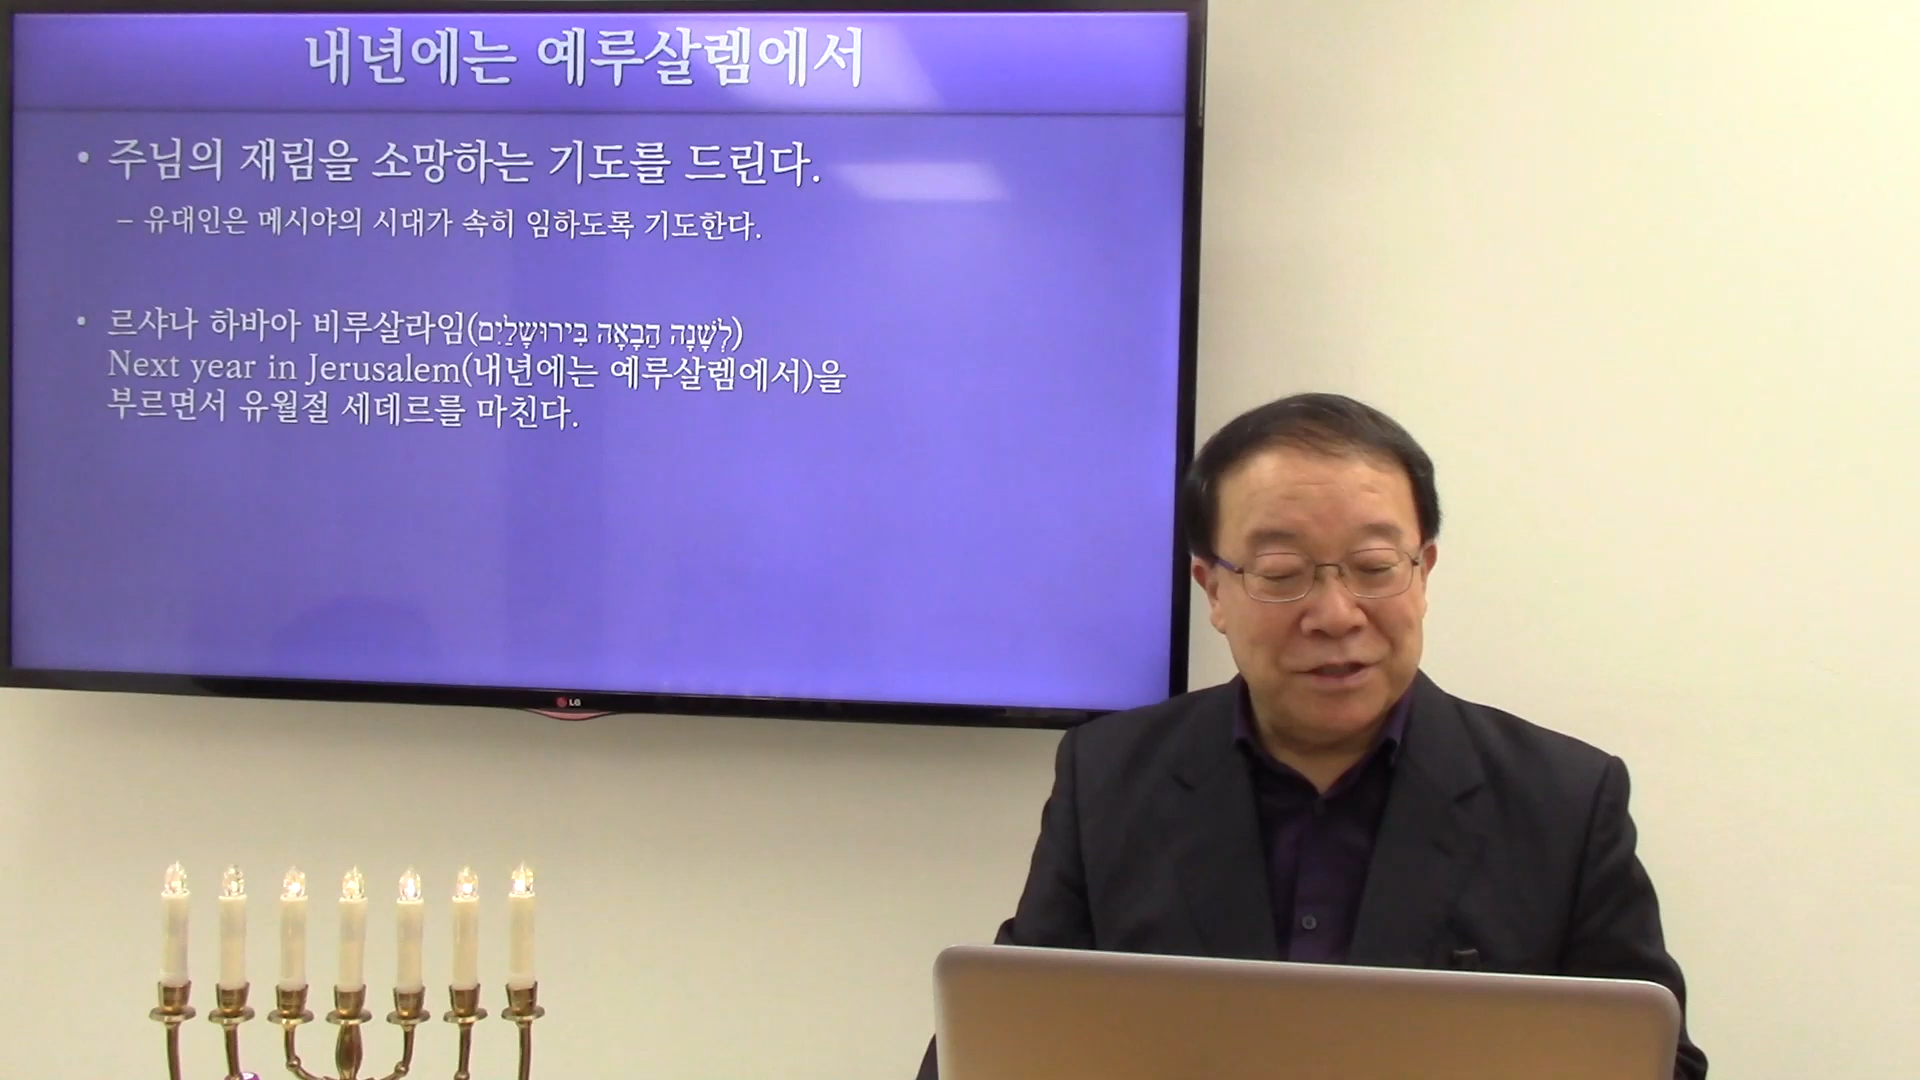 내년에는 예루살렘에서
• 주님의 재림을 소망하는 기도를 드린다.
– 유대인은 메시야의 시대가 속히 임하도록 기도한다.
• 르샤나 하바아 비루살라임(לְשָׁנָה הַבָּאָה בִּירוּשָׁלַיִם)
Next year in Jerusalem(내년에는 예루살렘에서)을
부르면서 유월절 세데르를 마친다.
LG